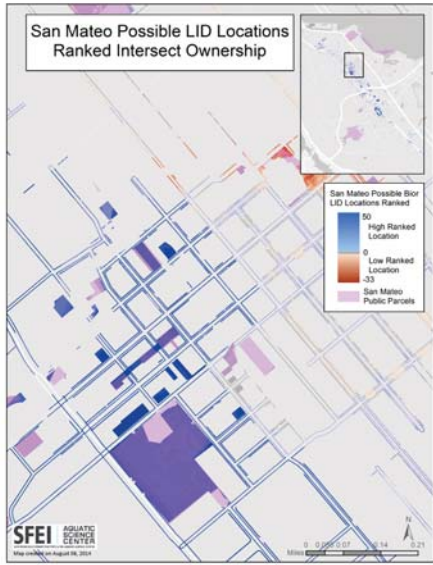 San Mateo Possible LID Locations
Ranked Intersect Ownership
San Mateo Possible Bior
LID Locations Ranked
50
High Ranked
Location
0
Low Ranked
Location
-33
San Mateo
Public Parcels
SFEI
AQUATIC
SCIENCE
CENTER
Map created on August 06, 2014
N
Miles
0 0.035 0.07 0.14 0.21